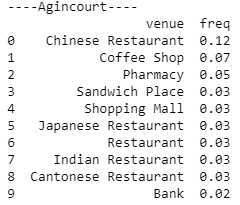 ----Agincourt----
venue freq
0 Chinese Restaurant 0.12
1 Coffee Shop 0.07
2 Pharmacy 0.05
3 Sandwich Place 0.03
4 Shopping Mall 0.03
5 Japanese Restaurant 0.03
6 Restaurant 0.03
7 Indian Restaurant 0.03
8 Cantonese Restaurant 0.03
9 Bank 0.02